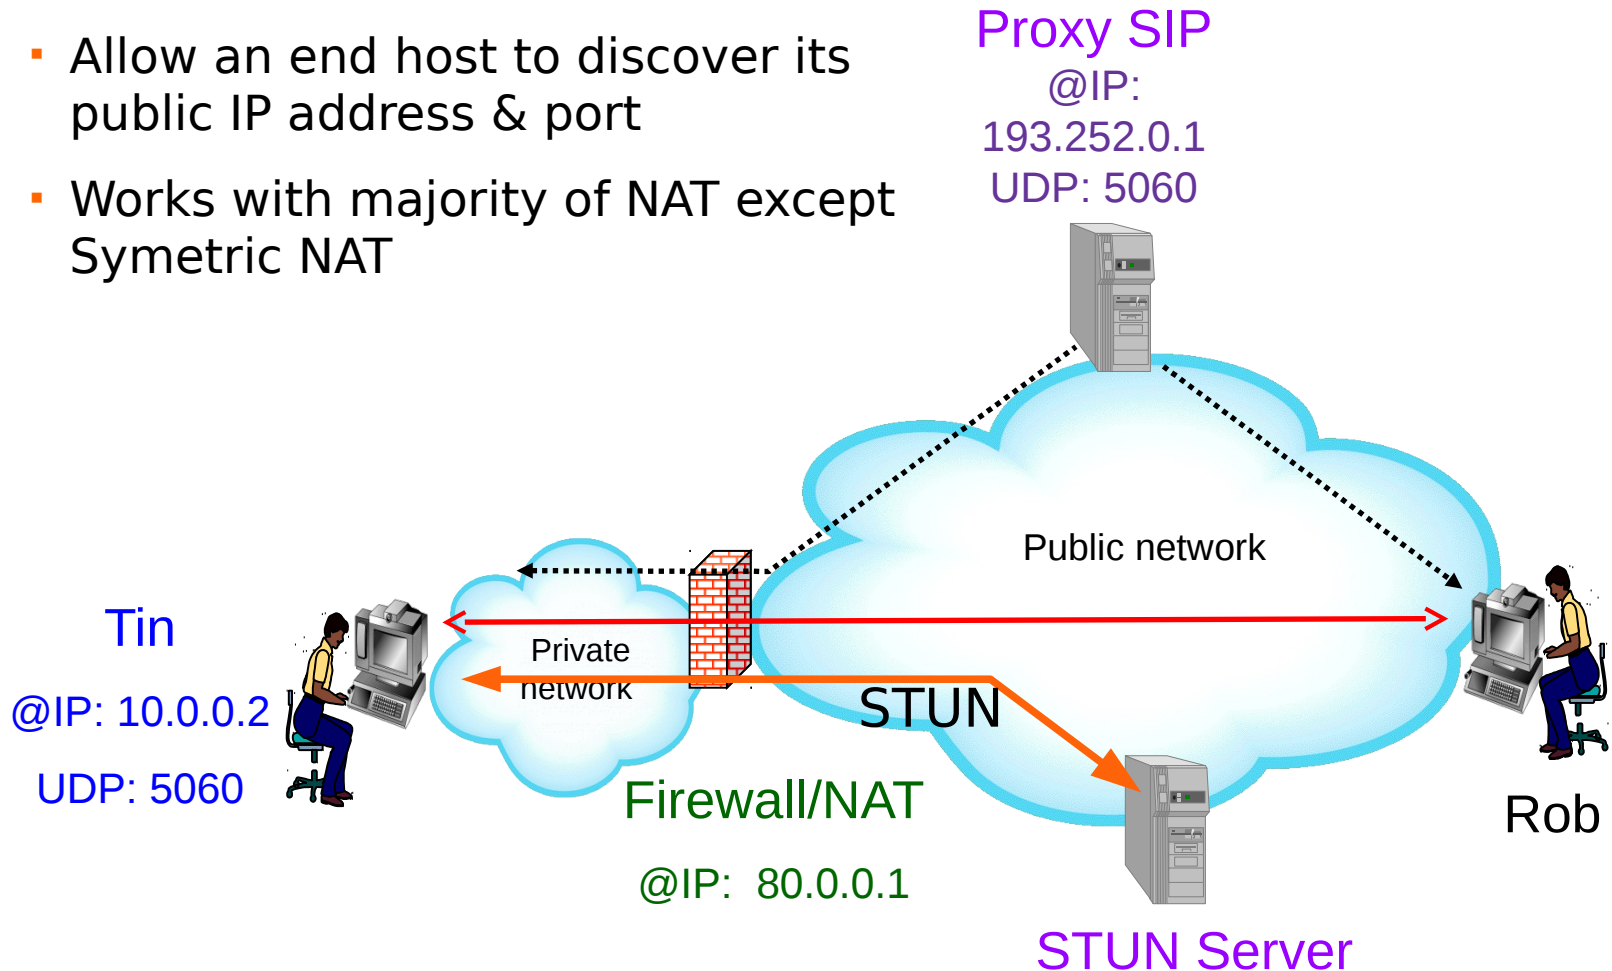 Allow an end host to discover its
public IP address & port
Works with majority of NAT except
Symetric NAT
Proxy SIP
@IP:
193.252.0.1
UDP: 5060
Public network
Tin
@IP: 10.0.0.2
UDP: 5060
Private
network
STUN
Firewall/NAT
@IP:  80.0.0.1
Rob
STUN Server